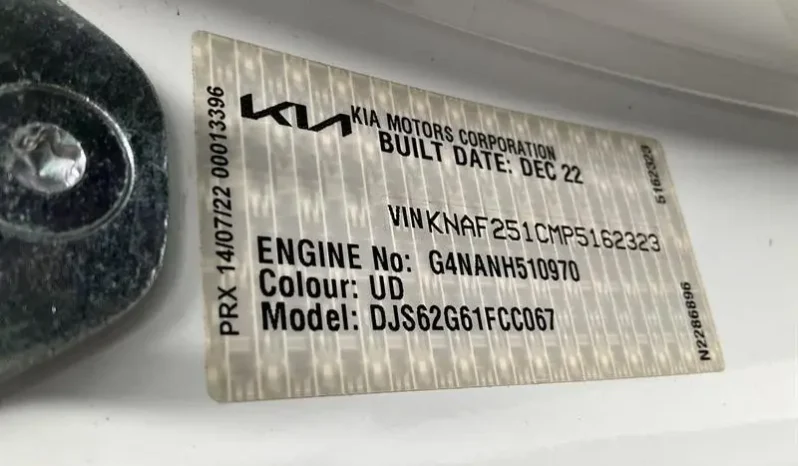 KIA
KIA MOTORS CORPORATION
BUILT DATE: DEC 22
VIN KNAF251CMP5162323
ENGINE No: G4NANH510970
Colour: UD
Model: DJS62G61FCC067
PRX 14/07/22 00013396
5162323
N2286896